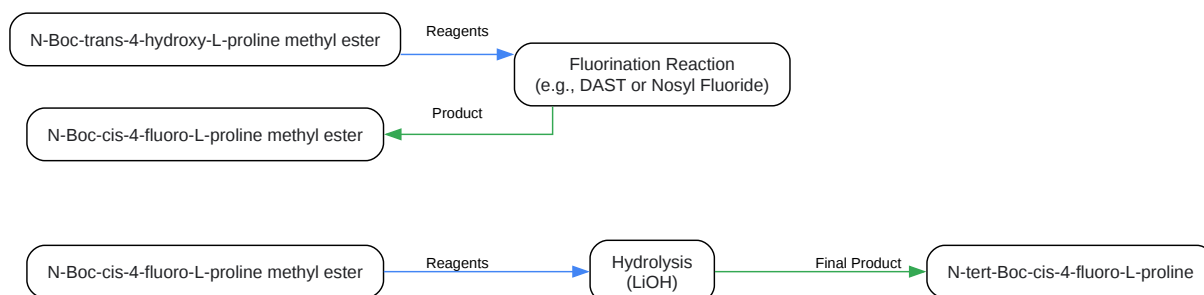 N-Boc-trans-4-hydroxy-L-proline methyl ester
Reagents
Fluorination Reaction
(e.g., DAST or Nosyl Fluoride)
Product
N-Boc-cis-4-fluoro-L-proline methyl ester
N-Boc-cis-4-fluoro-L-proline methyl ester
Reagents
Hydrolysis
(LiOH)
Final Product
N-tert-Boc-cis-4-fluoro-L-proline